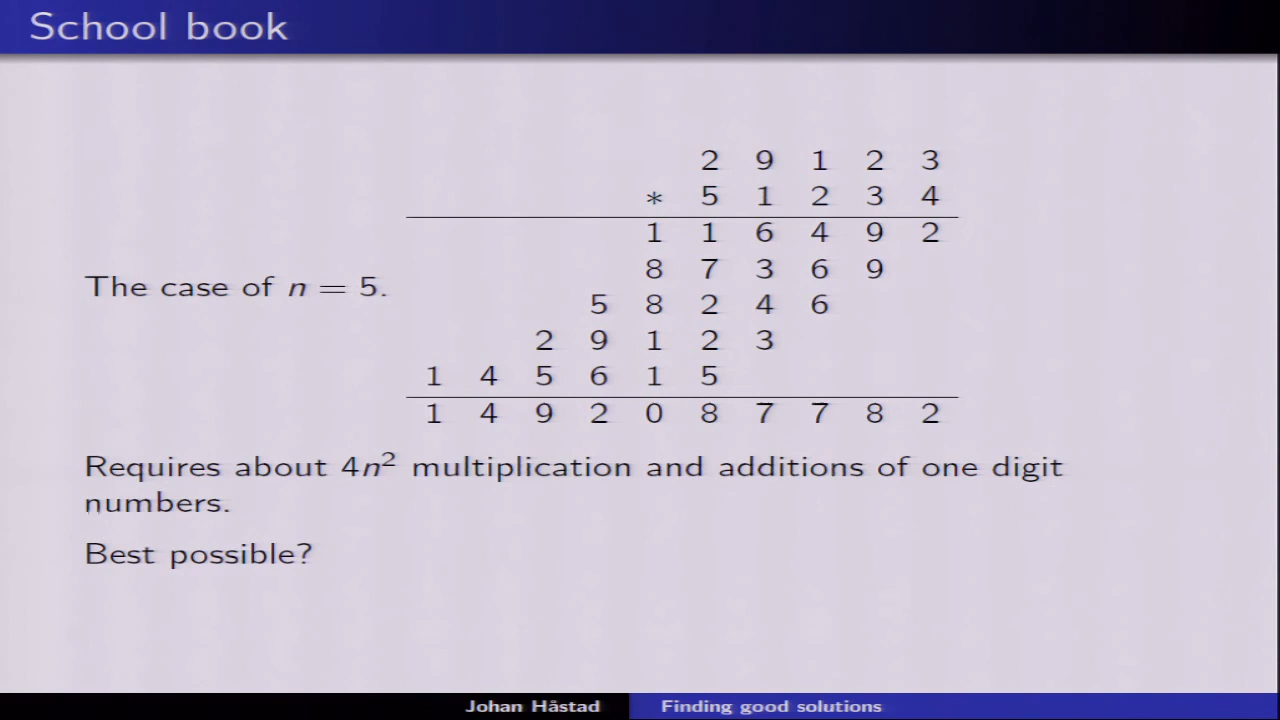 School book
2 9 1 2 3
* 5 1 2 3 4
1 1 6 4 9 2
8 7 3 6 9
The case of n = 5.
5 8 2 4 6
2 9 1 2 3
1 4 5 6 1 5
1 4 9 2 0 8 7 7 8 2
Requires about 4n² multiplication and additions of one digit
numbers.
Best possible?
Johan Håstad Finding good solutions